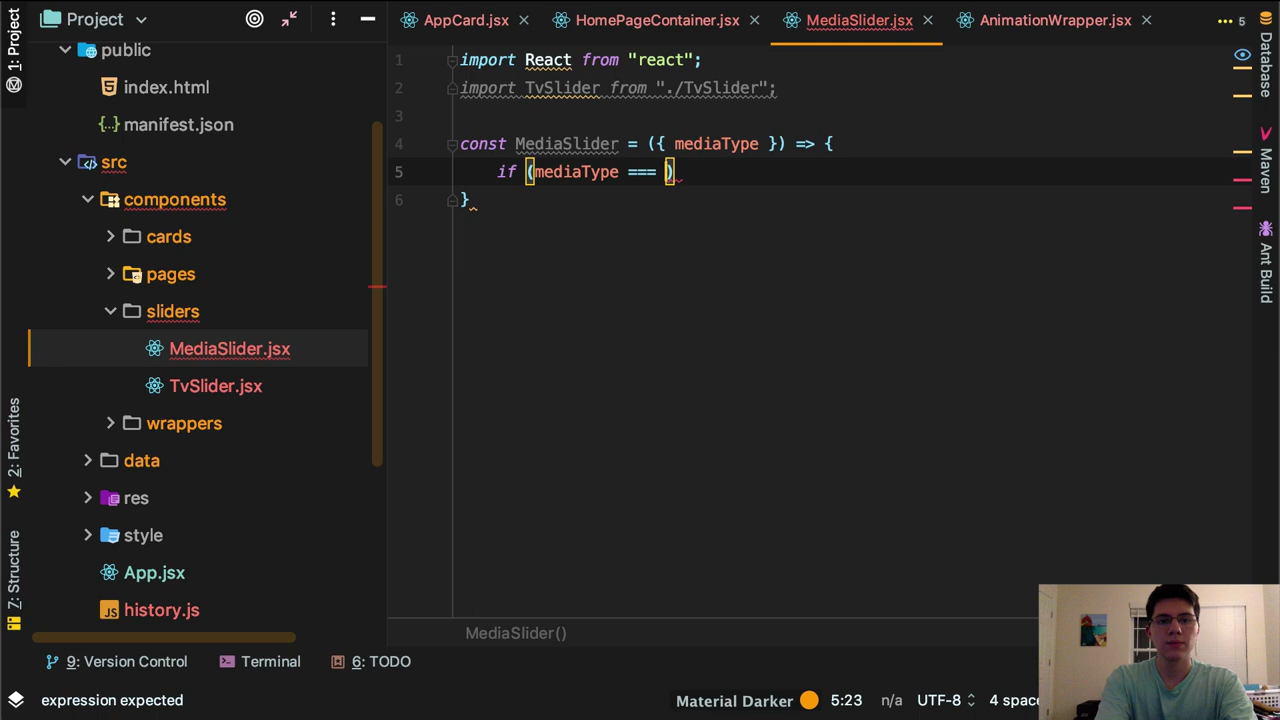 Project
AppCard.jsx
HomePageContainer.jsx
MediaSlider.jsx
AnimationWrapper.jsx
5
1: Project
2: Favorites
7: Structure
public
index.html
manifest.json
src
components
cards
pages
sliders
MediaSlider.jsx
TvSlider.jsx
wrappers
data
res
style
App.jsx
JS history.js
1 import React from "react";
2 import TvSlider from "./TvSlider";
3
4 const MediaSlider = ({ mediaType }) => {
5 if (mediaType === )
6 }
MediaSlider()
Database
Maven
Ant Build
9: Version Control
Terminal
6: TODO
expression expected
Material Darker
5:23
n/a
UTF-8